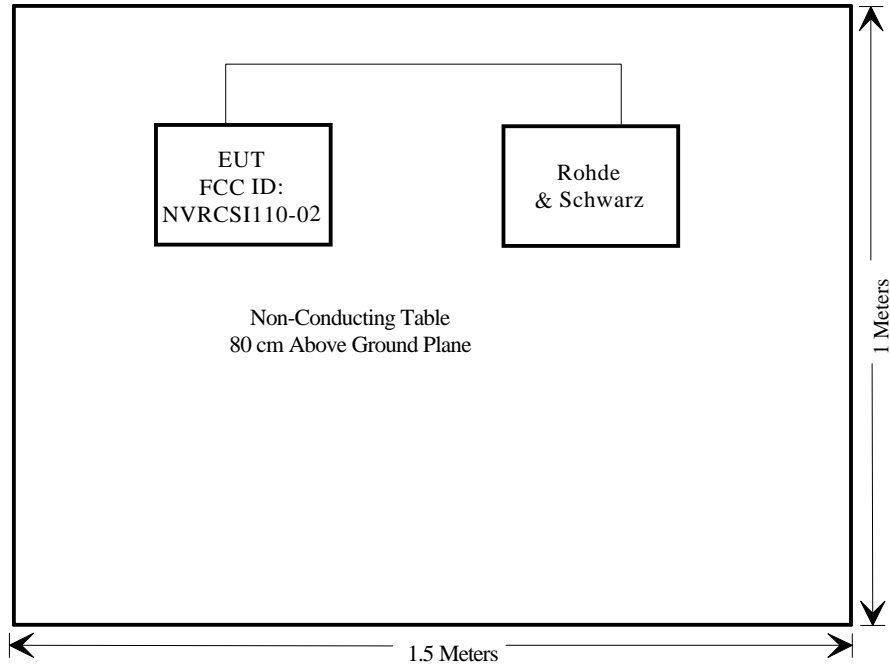 EUT
FCC ID:
NVRCSI110-02
Rohde
& Schwarz
Non-Conducting Table
80 cm Above Ground Plane
1 Meters
1.5 Meters